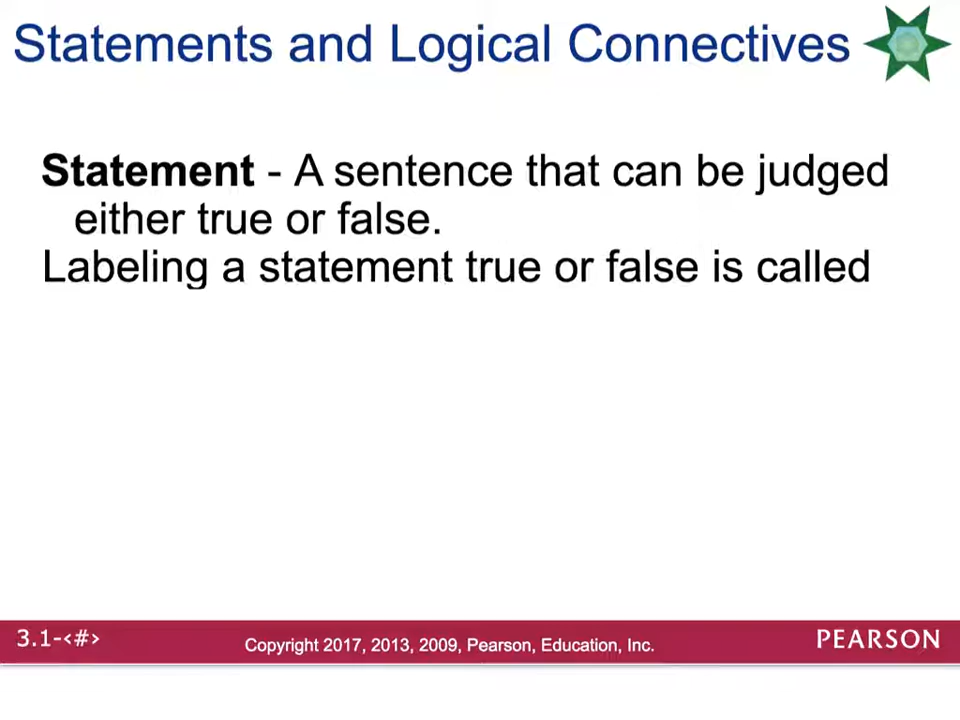 Statements and Logical Connectives
Statement - A sentence that can be judged
either true or false.
Labeling a statement true or false is called
3.1-<#>
Copyright 2017, 2013, 2009, Pearson, Education, Inc.
PEARSON